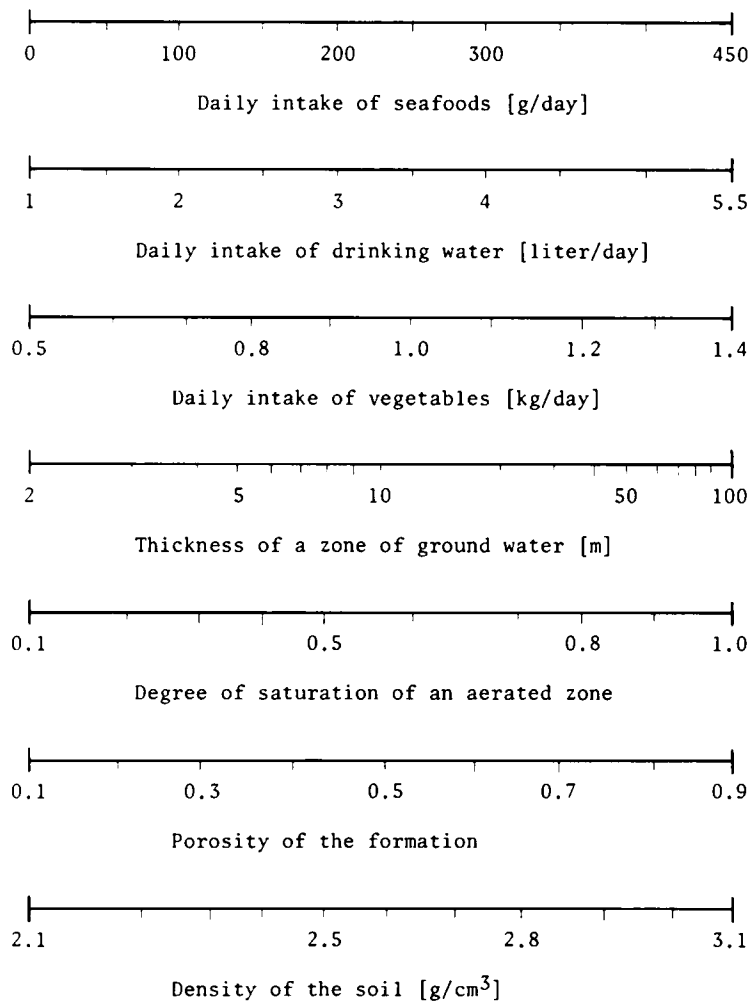 0 100 200 300 450
Daily intake of seafoods [g/day]
1 2 3 4 5.5
Daily intake of drinking water [liter/day]
0.5 0.8 1.0 1.2 1.4
Daily intake of vegetables [kg/day]
2 5 10 50 100
Thickness of a zone of ground water [m]
0.1 0.5 0.8 1.0
Degree of saturation of an aerated zone
0.1 0.3 0.5 0.7 0.9
Porosity of the formation
2.1 2.5 2.8 3.1
Density of the soil [g/cm³]